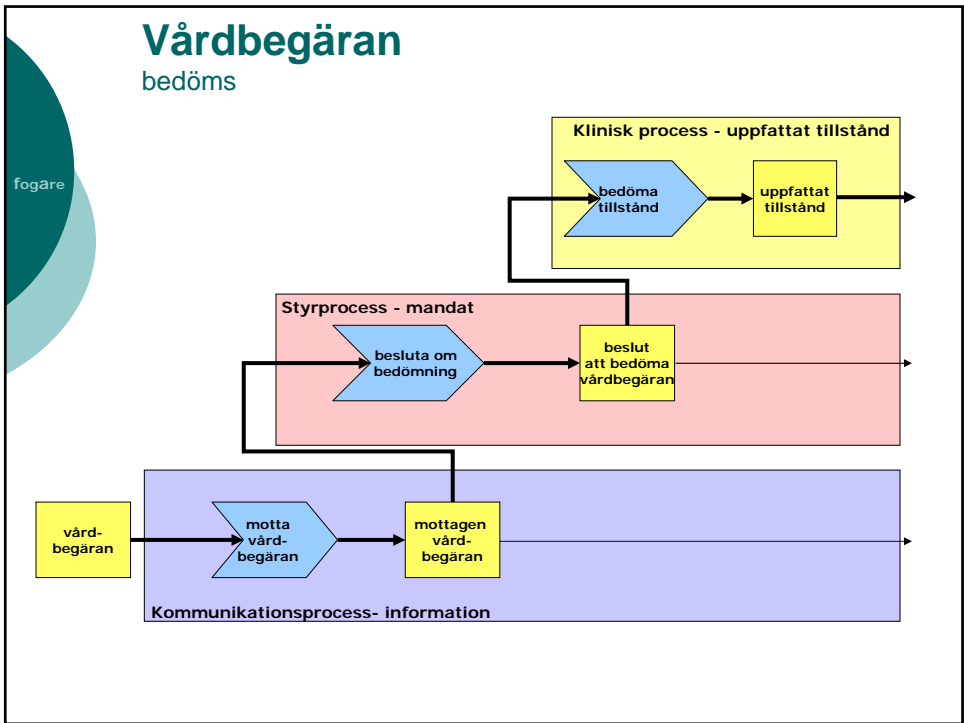 Vårdbegäran
bedöms
fogare
Klinisk process - uppfattat tillstånd
bedöma
tillstånd
uppfattat
tillstånd
Styrprocess - mandat
besluta om
bedömning
beslut
att bedöma
vårdbegäran
vård-
begäran
motta
vård-
begäran
mottagen
vård-
begäran
Kommunikationsprocess- information